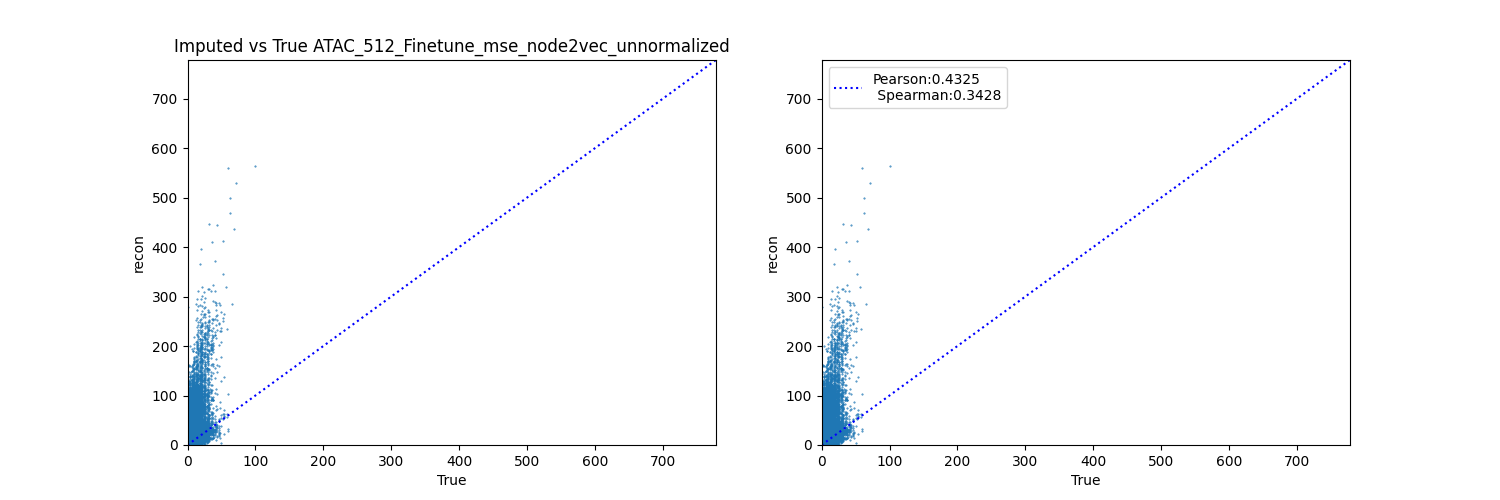 Imputed vs True ATAC_512_Finetune_mse_node2vec_unnormalized
recon
700
600
500
400
300
200
100
0
0 100 200 300 400 500 600 700
True
Pearson:0.4325
Spearman:0.3428
recon
700
600
500
400
300
200
100
0
0 100 200 300 400 500 600 700
True